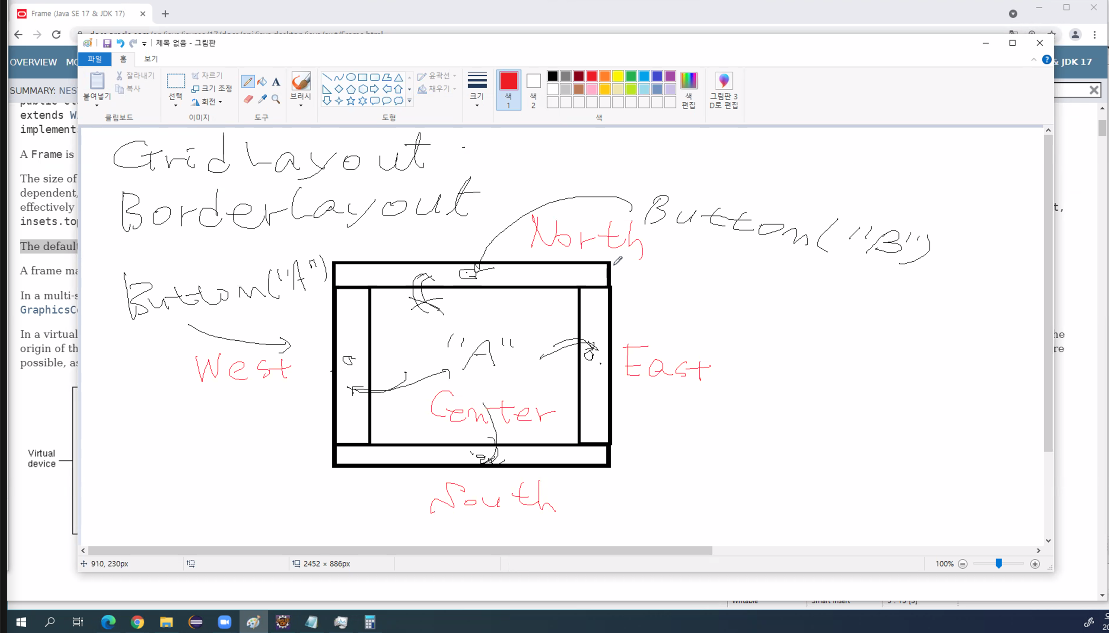 Frame (Java SE 17 & JDK 17)
제목 없음 - 그림판
파일
홈
보기
OVERVIEW
& JDK 17
SUMMARY:
붙여넣기
잘라내기
복사
클립보드
선택
자르기
크기 조정
회전
이미지
도구
브러시
윤곽선
채우기
도형
크기
색
1
색
2
색
편집
그림판 3
D로 편집
색
extends
implement
A Frame is
The size of
dependent,
effectively
insets.top
The default
A frame ma
In a multi-s
GraphicsCo
In a virtual
origin of th
possible, as
Virtual
device
GridLayout
BorderLayout
North
Button("B")
Button("A")
"A"
West
East
Center
South
910, 230px
2452 × 886px
100%